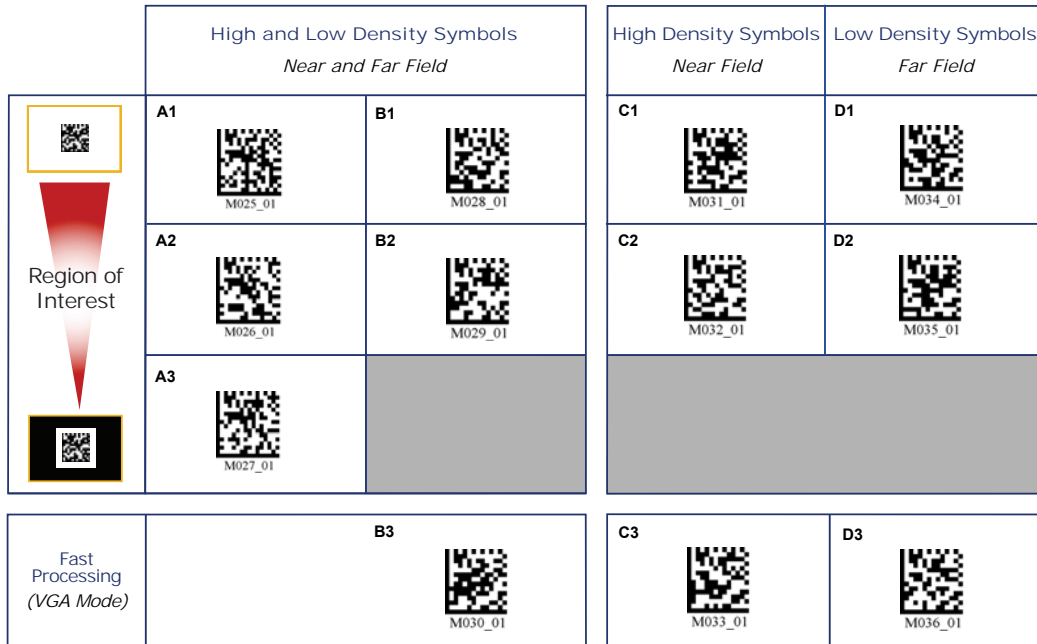 High and Low Density Symbols
Near and Far Field
High Density Symbols
Near Field
Low Density Symbols
Far Field
A1
M025_01
B1
M028_01
C1
M031_01
D1
M034_01
Region of
Interest
A2
M026_01
B2
M029_01
C2
M032_01
D2
M035_01
A3
M027_01
Fast
Processing
(VGA Mode)
B3
M030_01
C3
M033_01
D3
M036_01